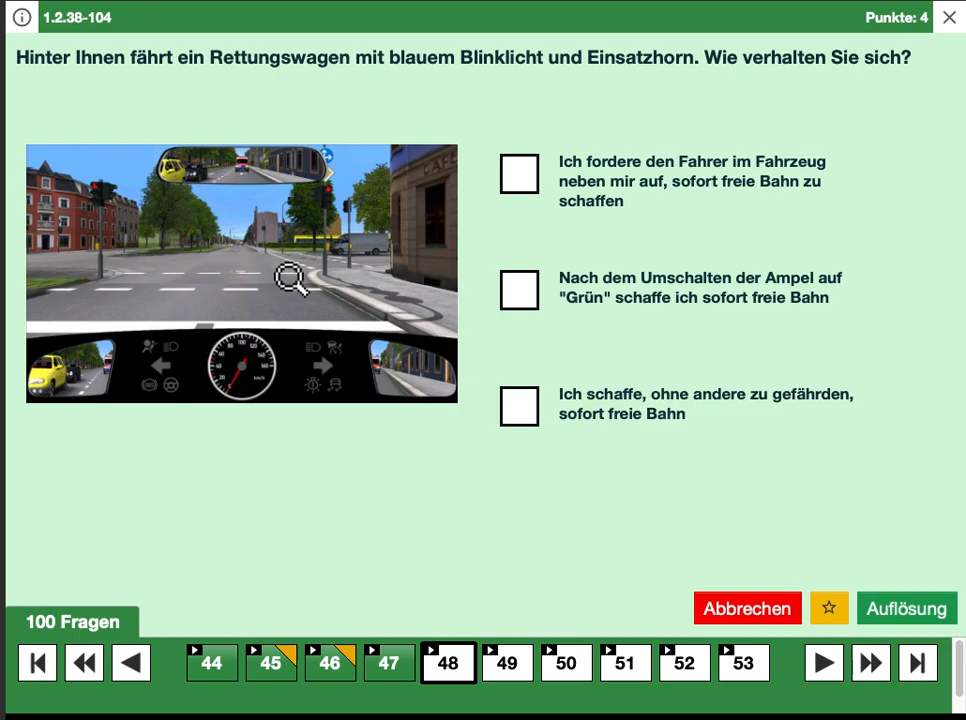 1.2.38-104
Punkte: 4
Hinter Ihnen fährt ein Rettungswagen mit blauem Blinklicht und Einsatzhorn. Wie verhalten Sie sich?
Ich fordere den Fahrer im Fahrzeug
neben mir auf, sofort freie Bahn zu
schaffen
Nach dem Umschalten der Ampel auf
"Grün" schaffe ich sofort freie Bahn
Ich schaffe, ohne andere zu gefährden,
sofort freie Bahn
CAFE
Abbrechen
Auflösung
100 Fragen
44 45 46 47 48 49 50 51 52 53